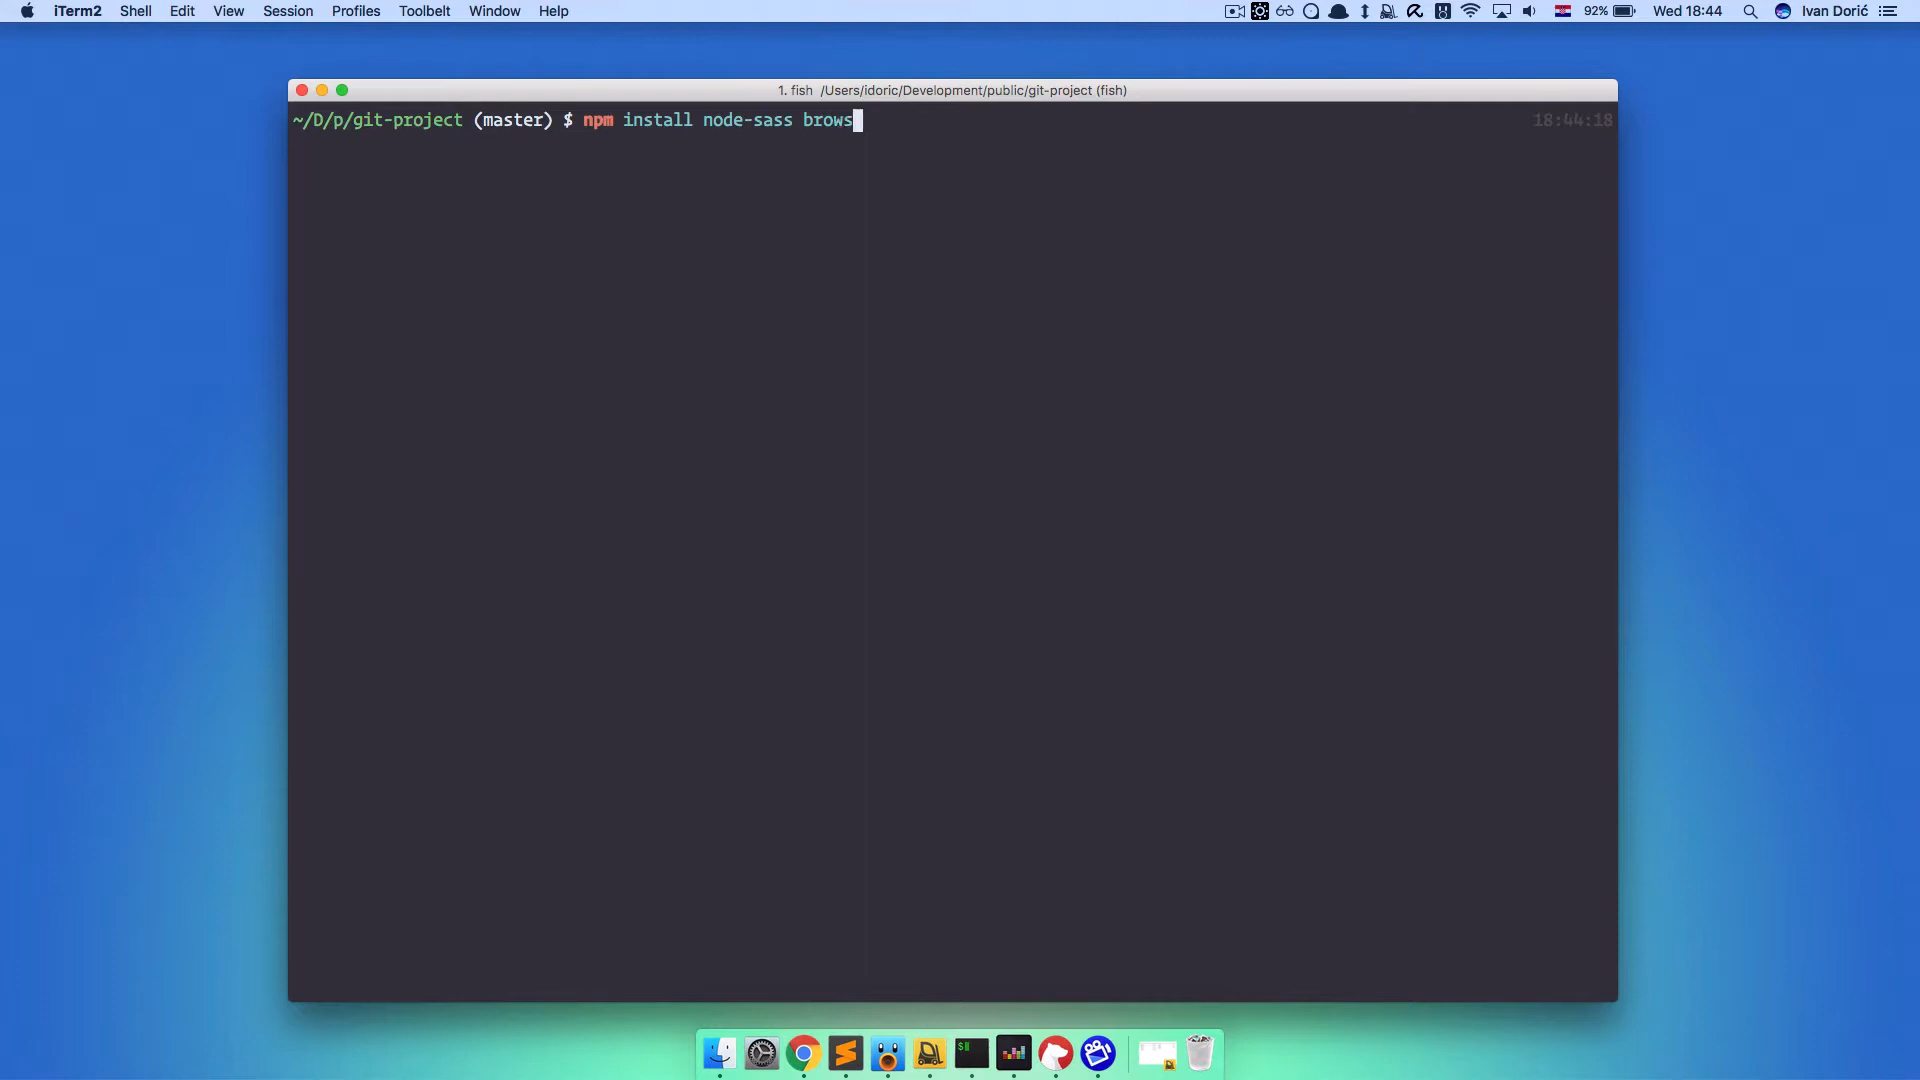 iTerm2 Shell Edit View Session Profiles Toolbelt Window Help 92% Wed 18:44 Ivan Dorić
1. fish /Users/idoric/Development/public/git-project (fish)
~/D/p/git-project (master) $ npm install node-sass brows 18:44:18
$